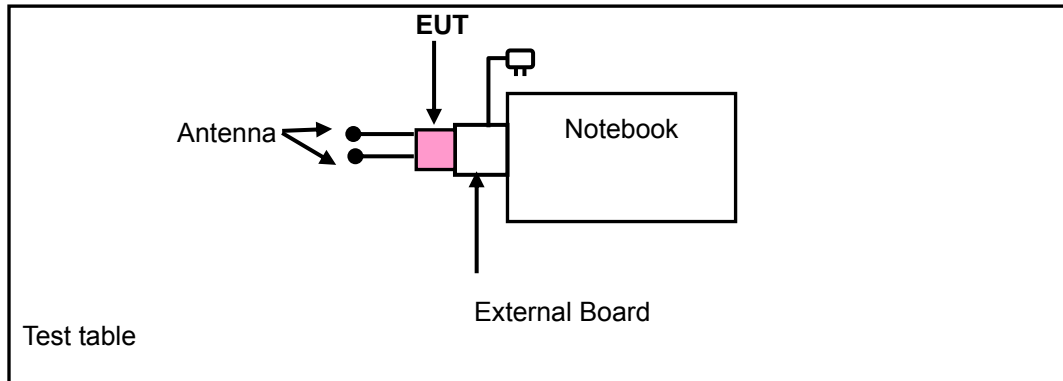 EUT
Antenna
Notebook
External Board
Test table